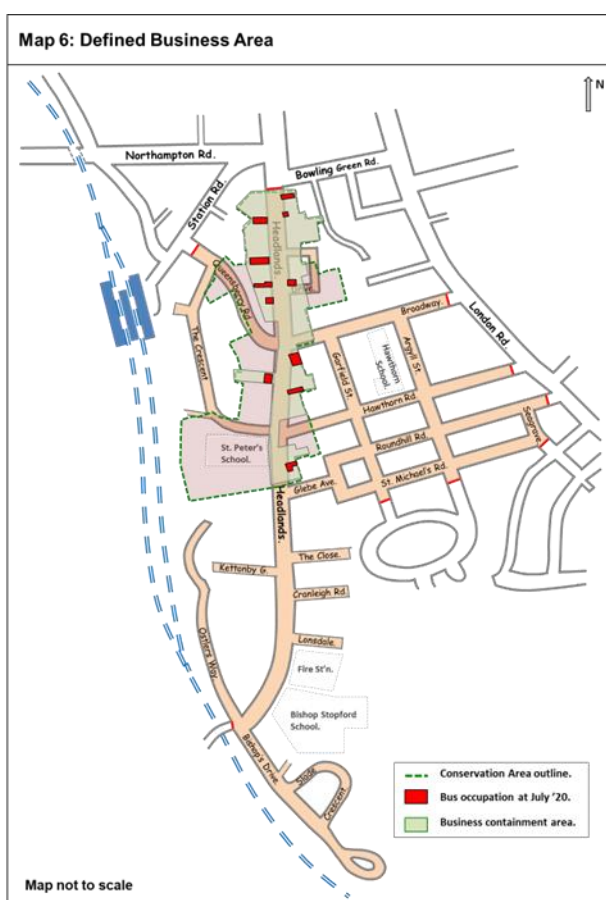 Map 6: Defined Business Area
N
Northampton Rd.
Bowling Green Rd.
Station Rd.
Headlands.
Queensberry Rd.
The Crescent
Broadway.
London Rd.
Argyll St.
Garfield St.
Hawthorn
School.
Hawthorn Rd.
Seagrave.
Roundhill Rd.
St. Peter's
School.
St. Michael's Rd.
Glebe Ave.
Headlands.
The Close.
Kettonby G.
Cranleigh Rd.
Lonsdale
Ostlers Way.
Fire St'n.
Bishop Stopford
School.
Bishop's Drive.
Slade
Crescent
Conservation Area outline.
Bus occupation at July '20.
Business containment area.
Map not to scale